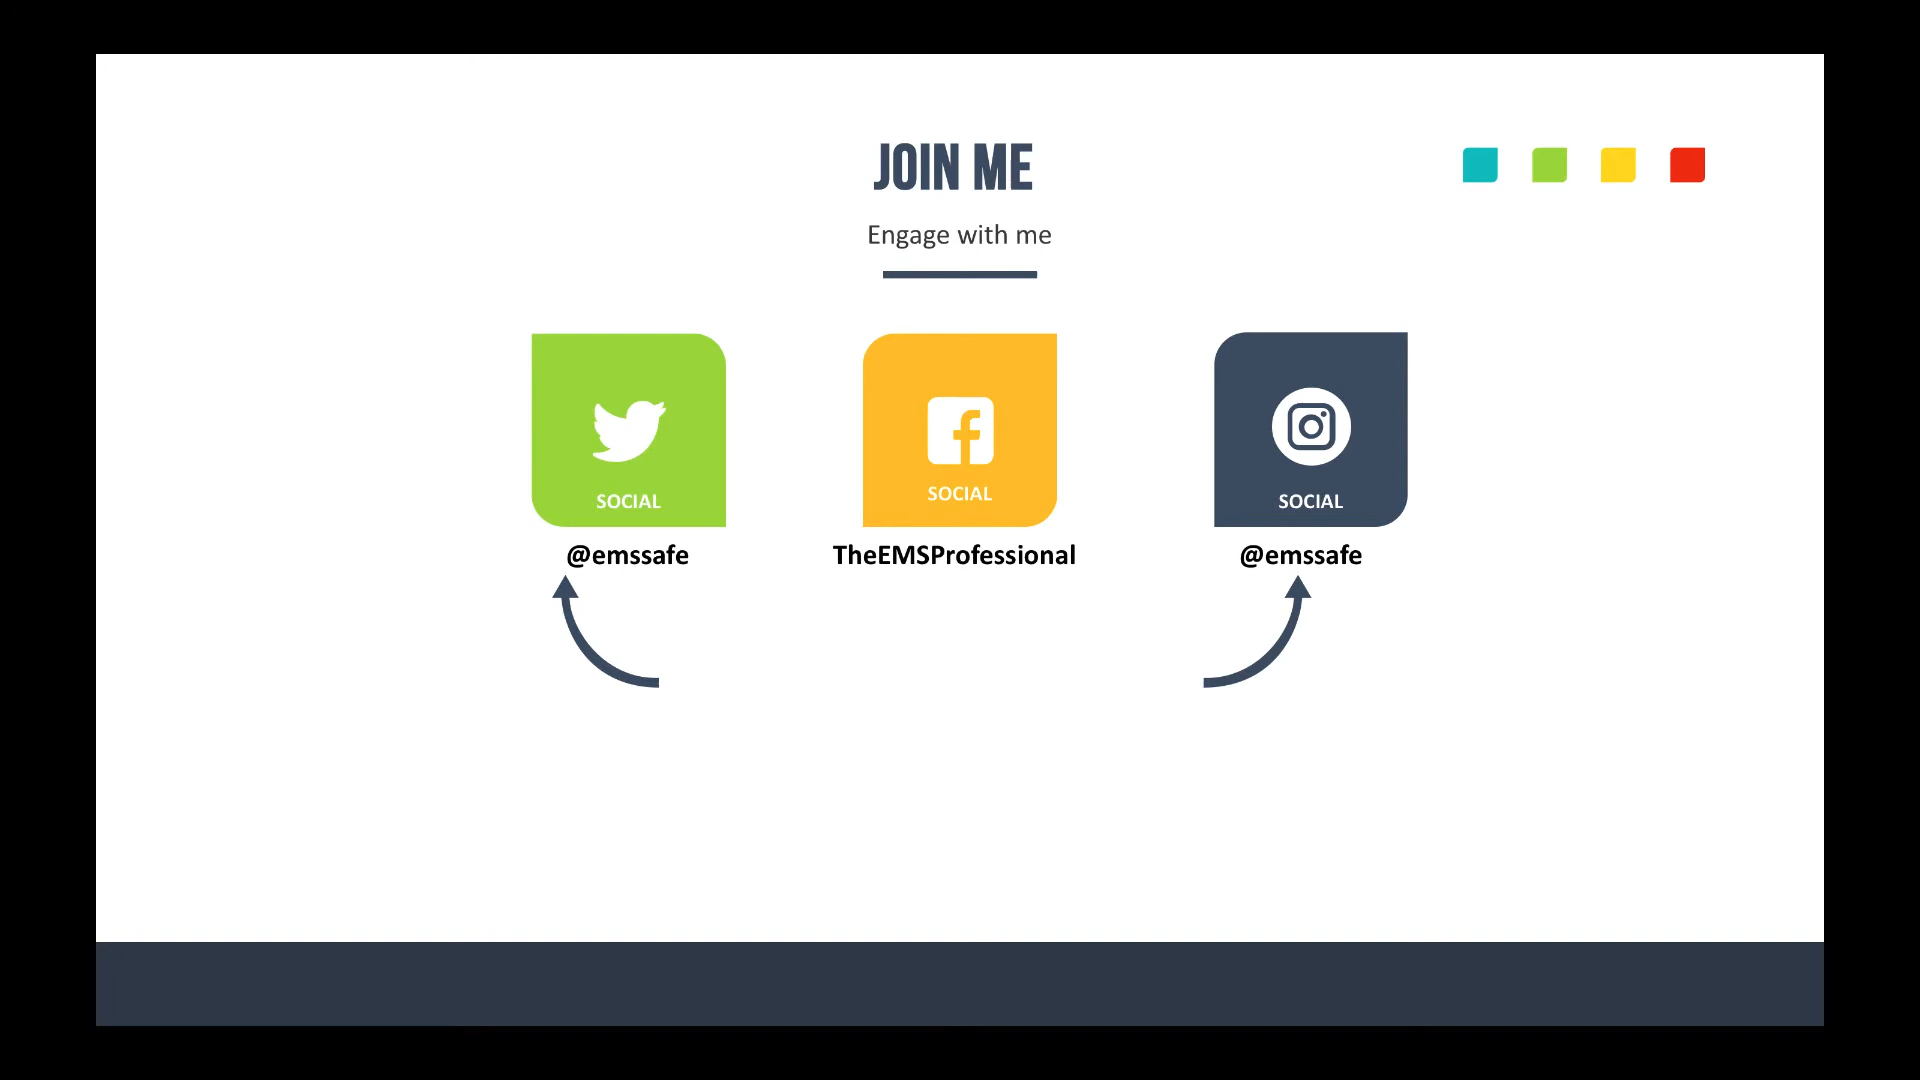 JOIN ME
Engage with me
SOCIAL
SOCIAL
SOCIAL
@emssafe
TheEMSProfessional
@emssafe